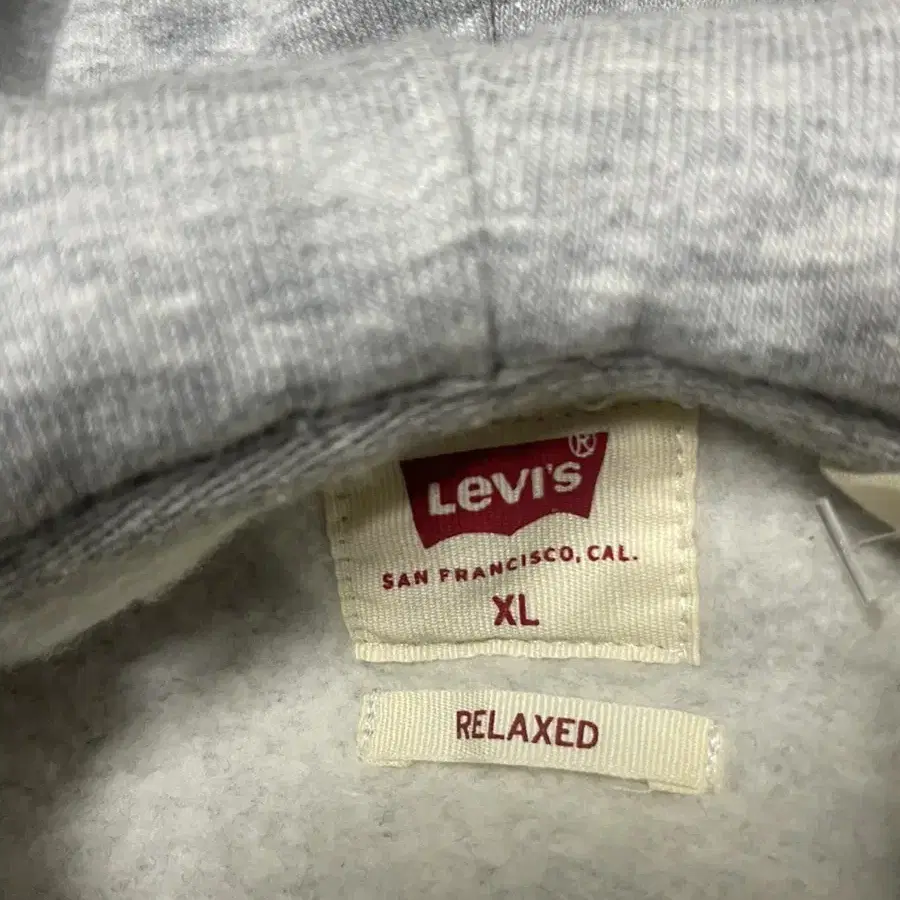 Levi's®
SAN FRANCISCO, CAL.
XL
RELAXED